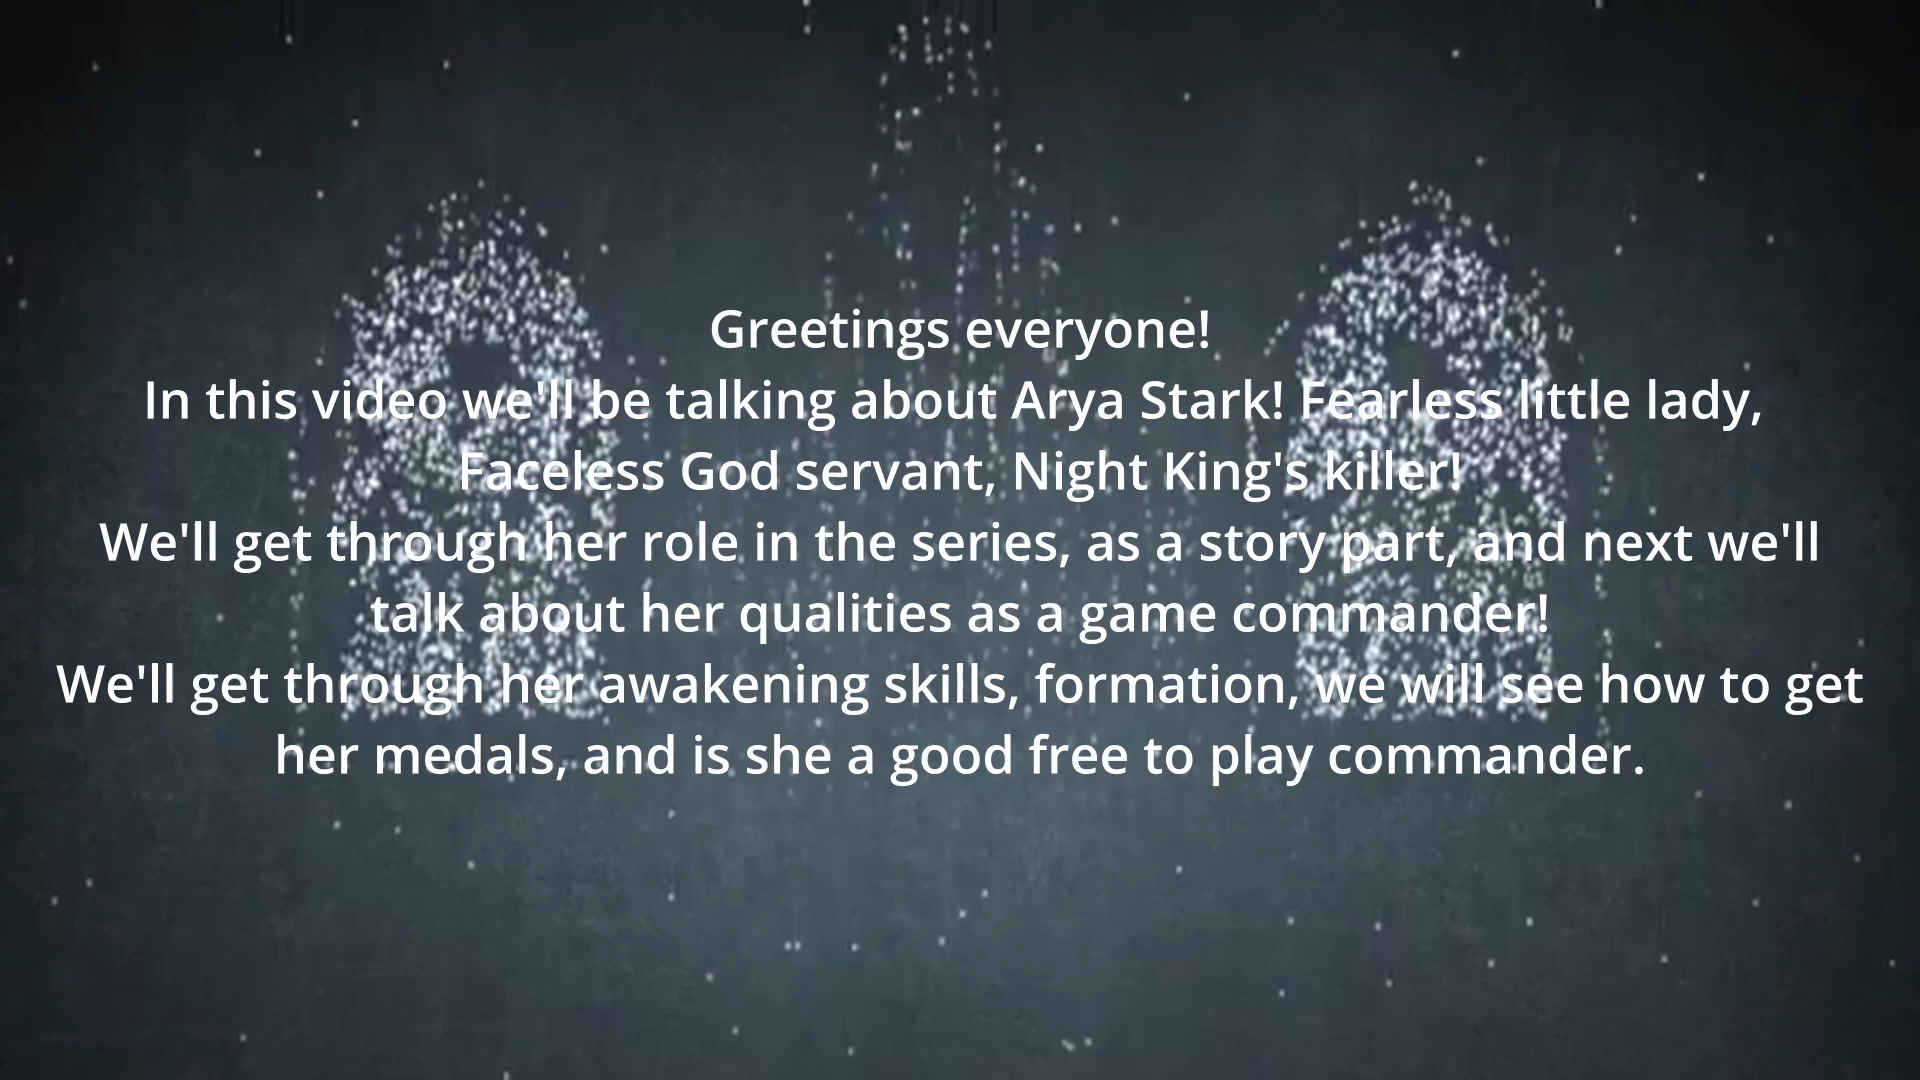 Greetings everyone!
In this video we'll be talking about Arya Stark! Fearless little lady,
Faceless God servant, Night King's killer!
We'll get through her role in the series, as a story part, and next we'll
talk about her qualities as a game commander!
We'll get through her awakening skills, formation, we will see how to get
her medals, and is she a good free to play commander.